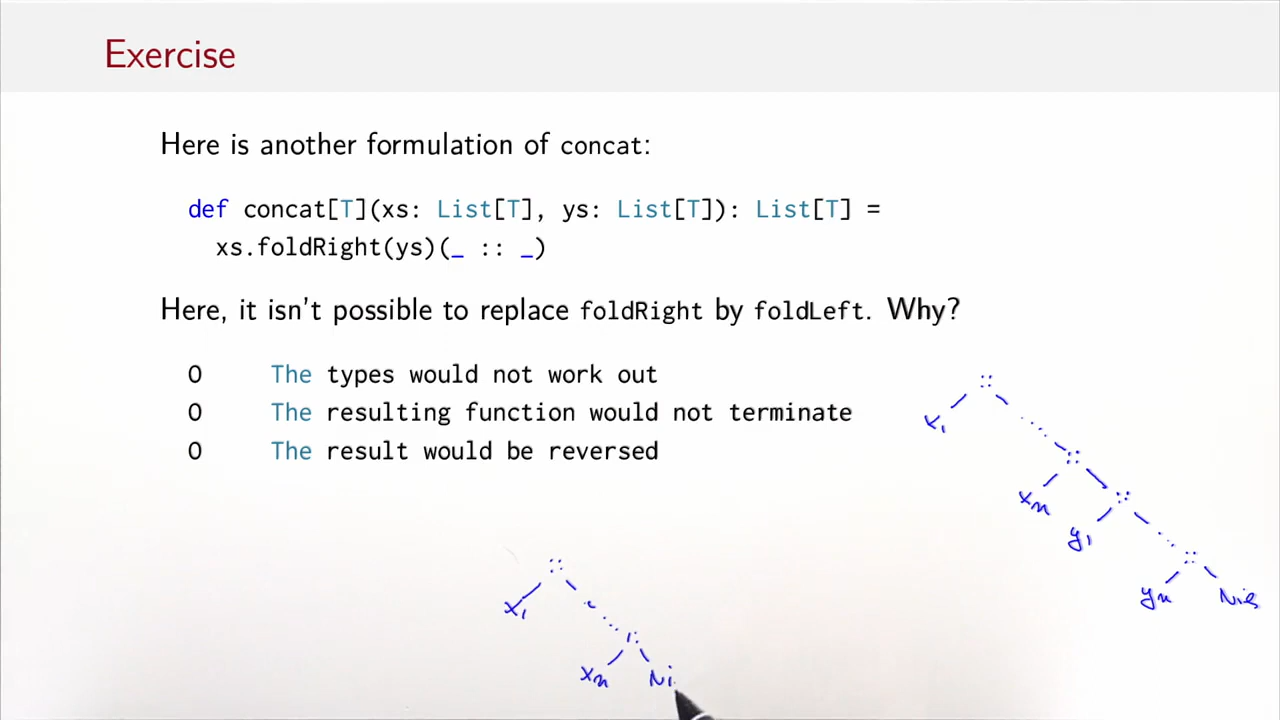 Exercise
Here is another formulation of concat:
def concat[T](xs: List[T], ys: List[T]): List[T] =
xs.foldRight(ys)(_ :: _)
Here, it isn't possible to replace foldRight by foldLeft. Why?
O The types would not work out
O The resulting function would not terminate
O The result would be reversed
::
x1
::
xn
::
y1
::
yn Nil
::
x1
::
xn Ni